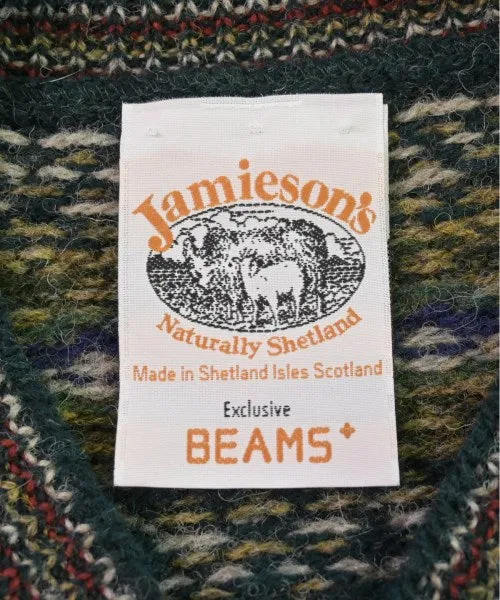 Jamieson's
Naturally Shetland
Made in Shetland Isles Scotland
Exclusive
BEAMS+